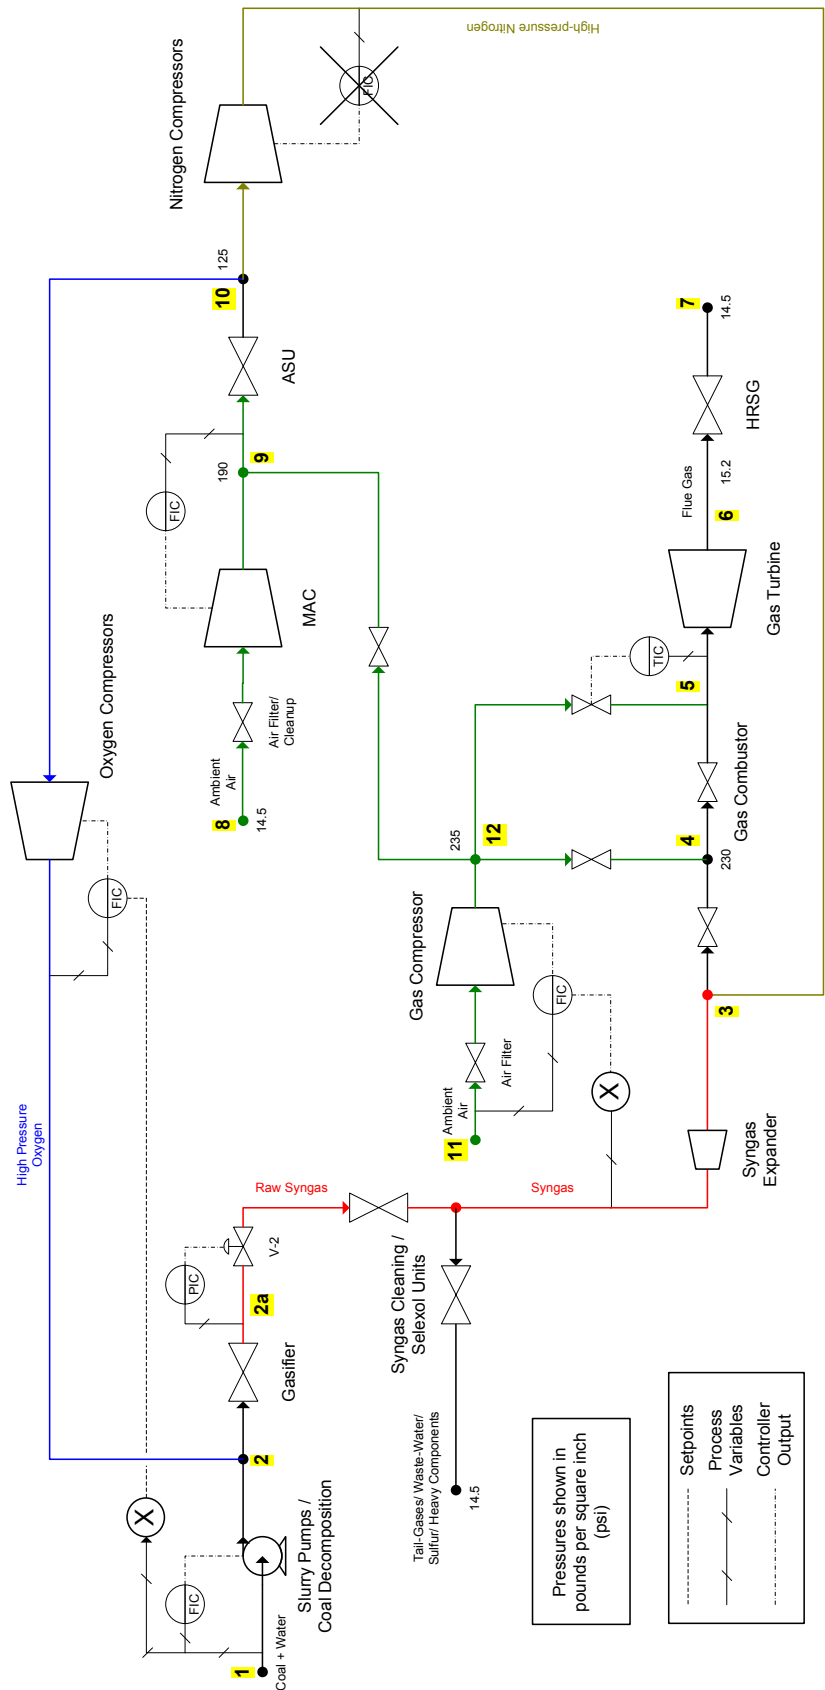 High-pressure Nitrogen
Nitrogen Compressors
FIC
125
10
ASU
7
14.5
HRSG
9
190
FIC
MAC
Flue Gas
15.2
6
Gas Turbine
TIC
5
Oxygen Compressors
FIC
Air Filter/
Cleanup
Ambient
Air
8
14.5
12
235
4
230
Gas Combustor
Gas Compressor
FIC
Air Filter
Ambient
Air
11
3
X
Syngas
Expander
High Pressure
Oxygen
Raw Syngas
Syngas
V-2
PIC
2a
Gasifier
Syngas Cleaning /
Selexol Units
2
X
FIC
Slurry Pumps /
Coal Decomposition
1
Coal + Water
Tail-Gases/ Waste-Water/
Sulfur/ Heavy Components
14.5
Pressures shown in
pounds per square inch
(psi)
Setpoints
Process
Variables
Controller
Output